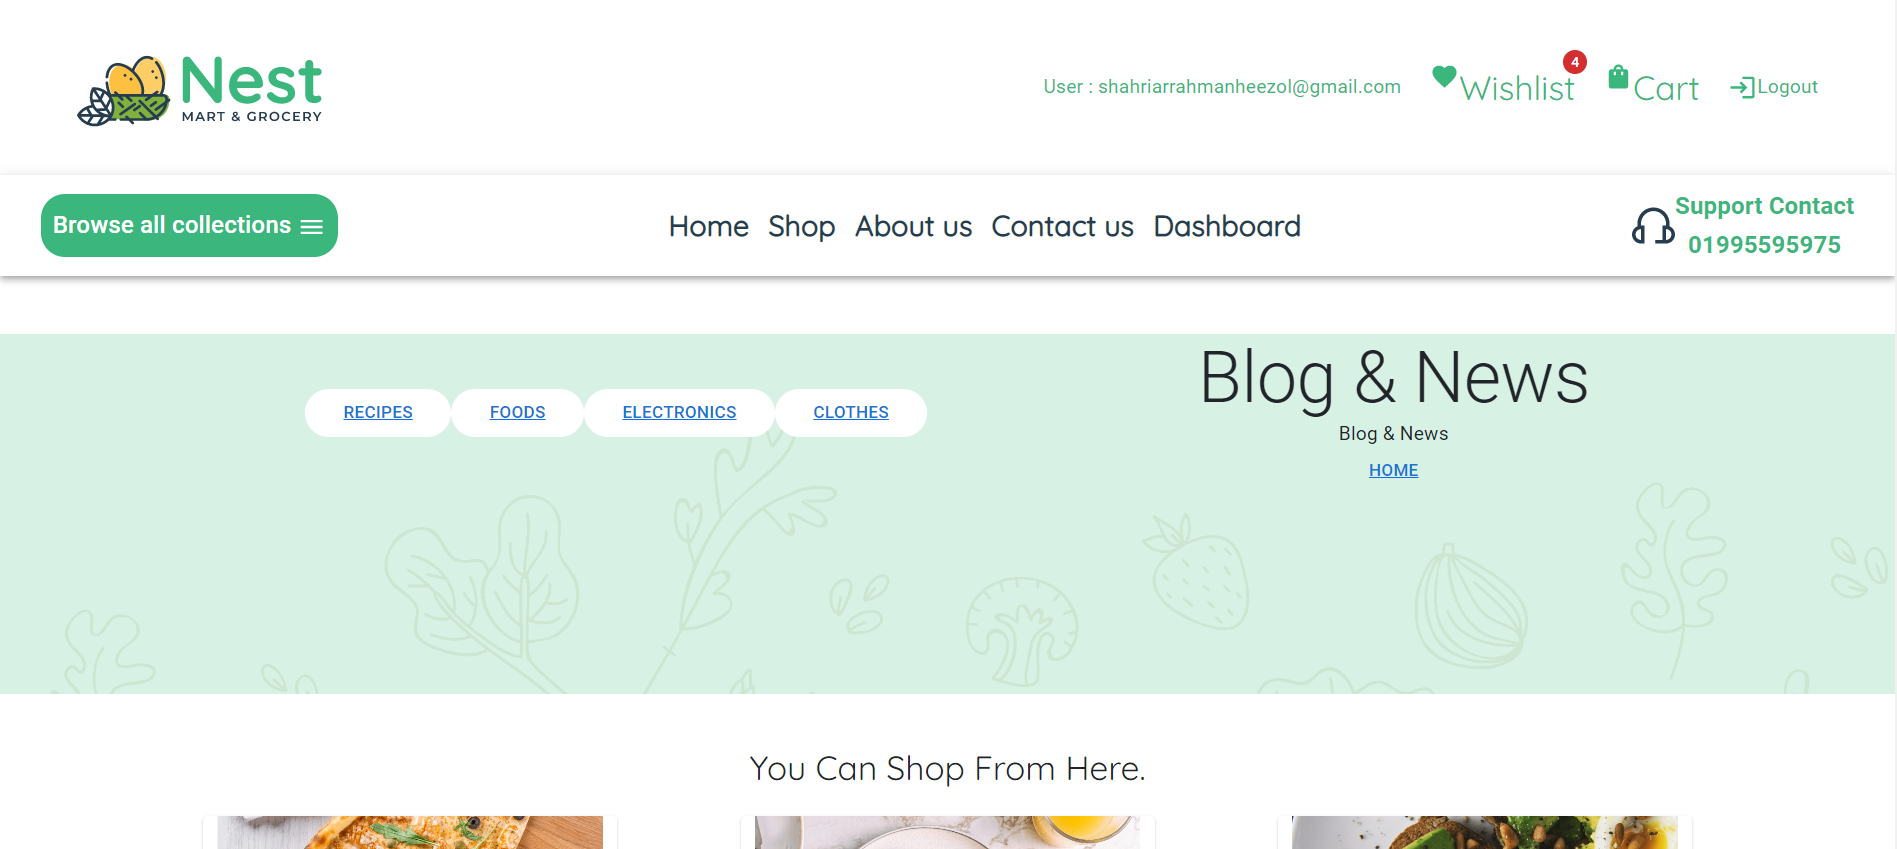 Nest
MART & GROCERY
User : shahriarrahmanheezol@gmail.com
Wishlist
4
Cart
Logout
Browse all collections
Home Shop About us Contact us Dashboard
Support Contact
01995595975
RECIPES FOODS ELECTRONICS CLOTHES
Blog & News
Blog & News
HOME
You Can Shop From Here.